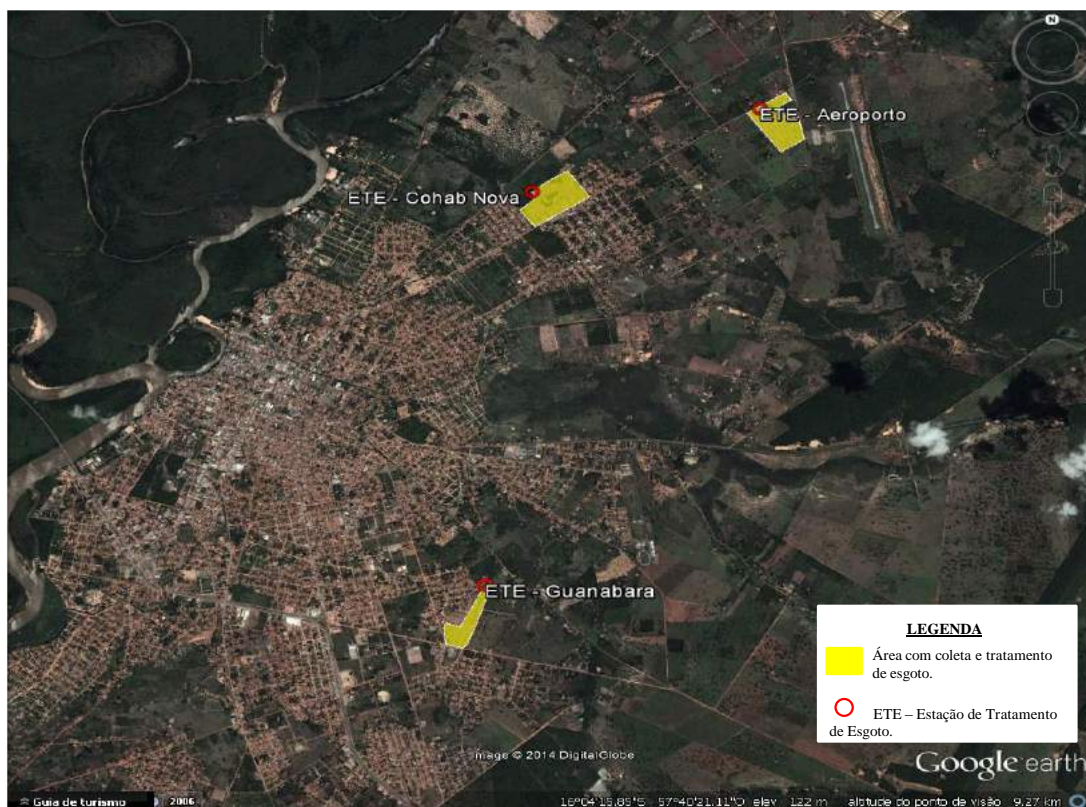 N
ETE - Aeroporto
ETE - Cohab Nova
ETE - Guanabara
LEGENDA
Área com coleta e tratamento
de esgoto.
ETE – Estação de Tratamento
de Esgoto.
mage © 2014 DigitalGlobe
Google earth
Guia de turismo
2006
16°04'15.85"S 57°40'21.11"O elev 122 m altitude do ponto de visão 9.27 km